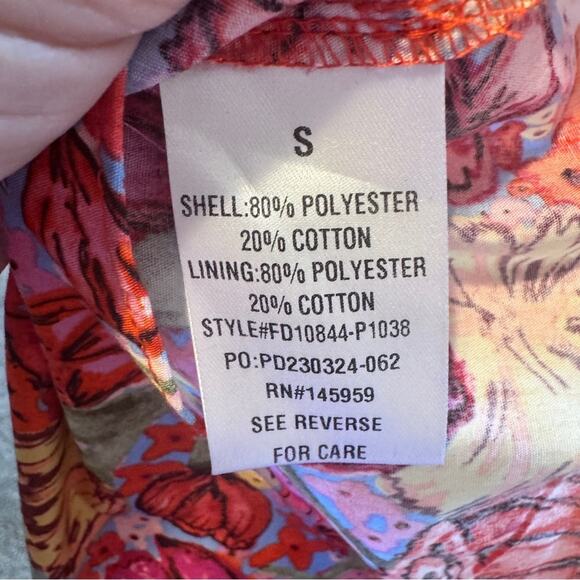 S
SHELL:80% POLYESTER
20% COTTON
LINING:80% POLYESTER
20% COTTON
STYLE#FD10844-P1038
PO:PD230324-062
RN#145959
SEE REVERSE
FOR CARE